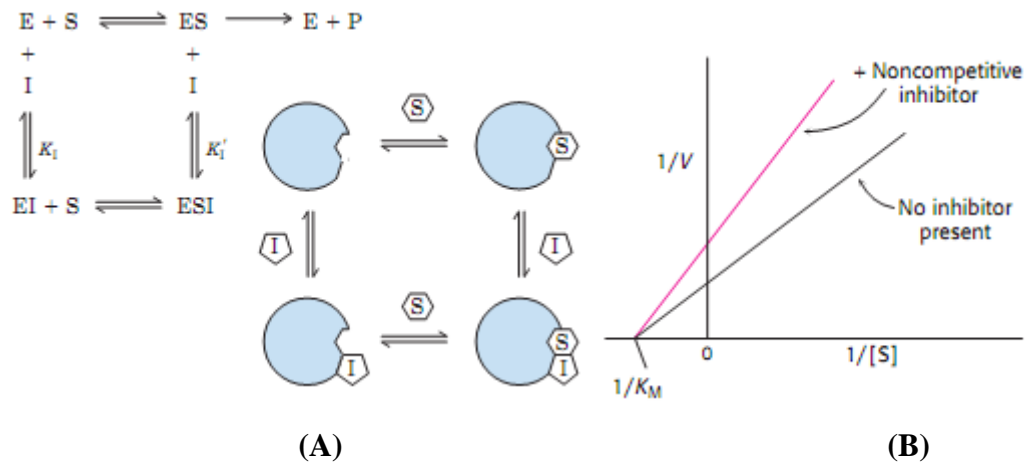 E + S ES E + P
+ +
I I
K_I K_I'
EI + S ESI
S
S
I I
S
I
S
I
(A)
+ Noncompetitive
inhibitor
1/V
No inhibitor
present
0
1/[S]
1/K_M
(B)